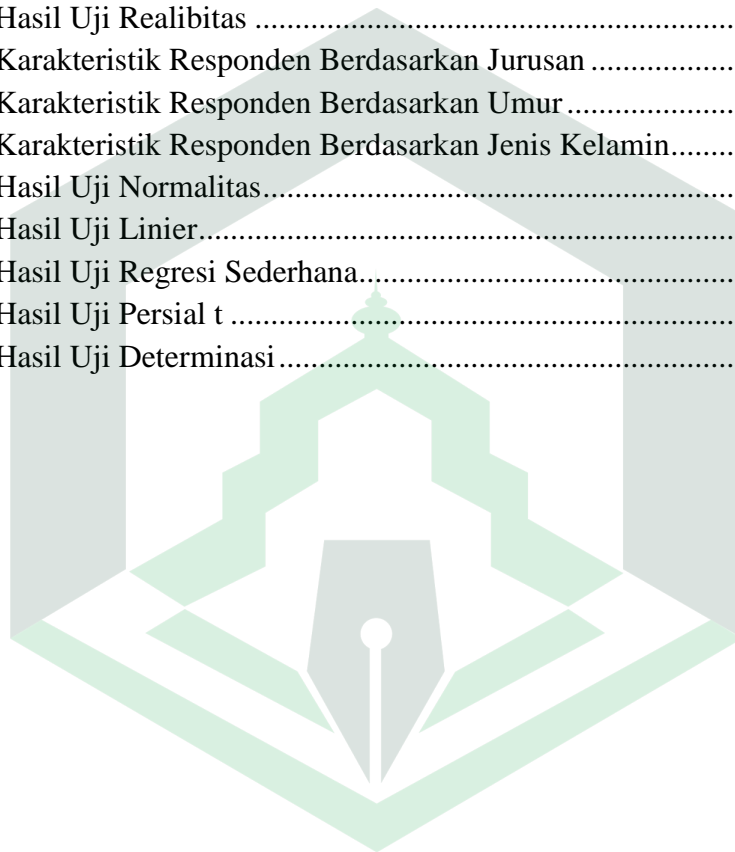 Hasil Uji Realibitas ......................................................................
Karakteristik Responden Berdasarkan Jurusan .....................
Karakteristik Responden Berdasarkan Umur.........................
Karakteristik Responden Berdasarkan Jenis Kelamin..........
Hasil Uji Normalitas.....................................................................
Hasil Uji Linier...............................................................................
Hasil Uji Regresi Sederhana.......................................................
Hasil Uji Persial t ..........................................................................
Hasil Uji Determinasi...................................................................